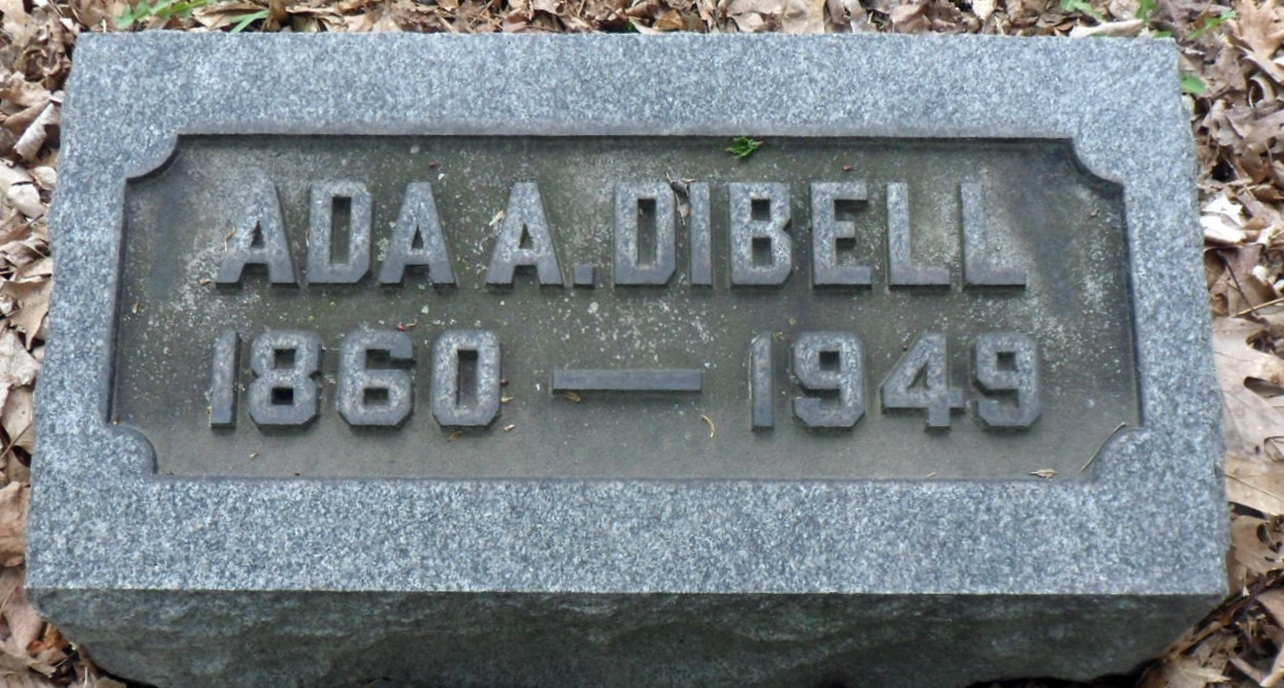 ADA A. DIBELL
1860 — 1949